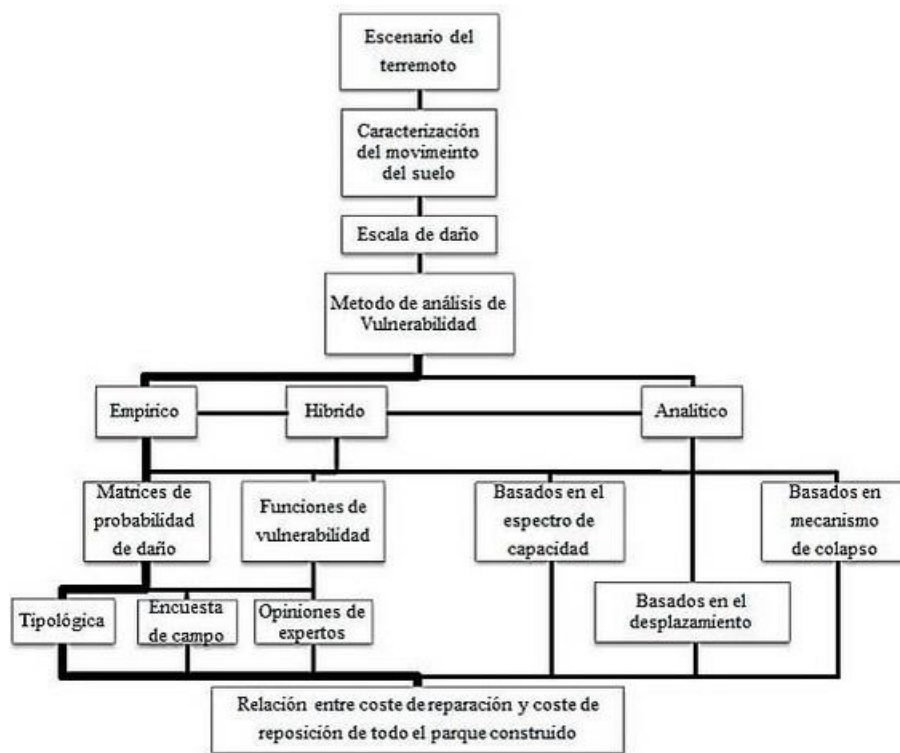 Escenario del
terremoto
Caracterización
del movimeinto
del suelo
Escala de daño
Metodo de análisis de
Vulnerabilidad
Empírico
Híbrido
Analítico
Matrices de
probabilidad
de daño
Funciones de
vulnerabilidad
Basados en el
espectro de
capacidad
Basados en
mecanismo
de colapso
Tipológica
Encuesta
de campo
Opiniones de
expertos
Basados en el
desplazamiento
Relación entre coste de reparación y coste de
reposición de todo el parque construido